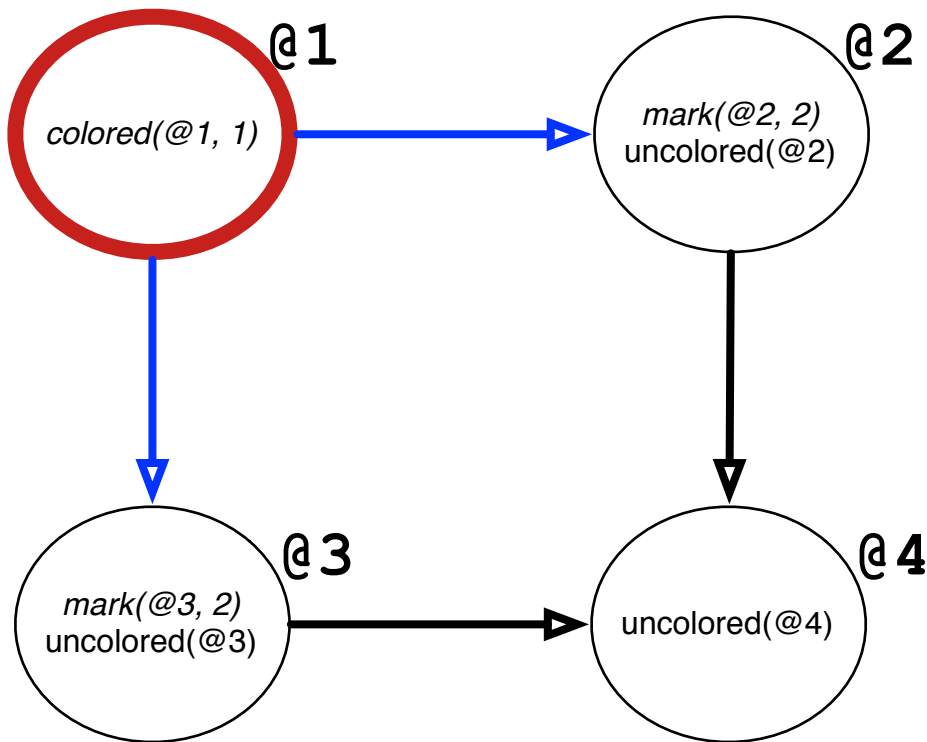 @1
colored(@1, 1)
@2
mark(@2, 2)
uncolored(@2)
@3
mark(@3, 2)
uncolored(@3)
@4
uncolored(@4)